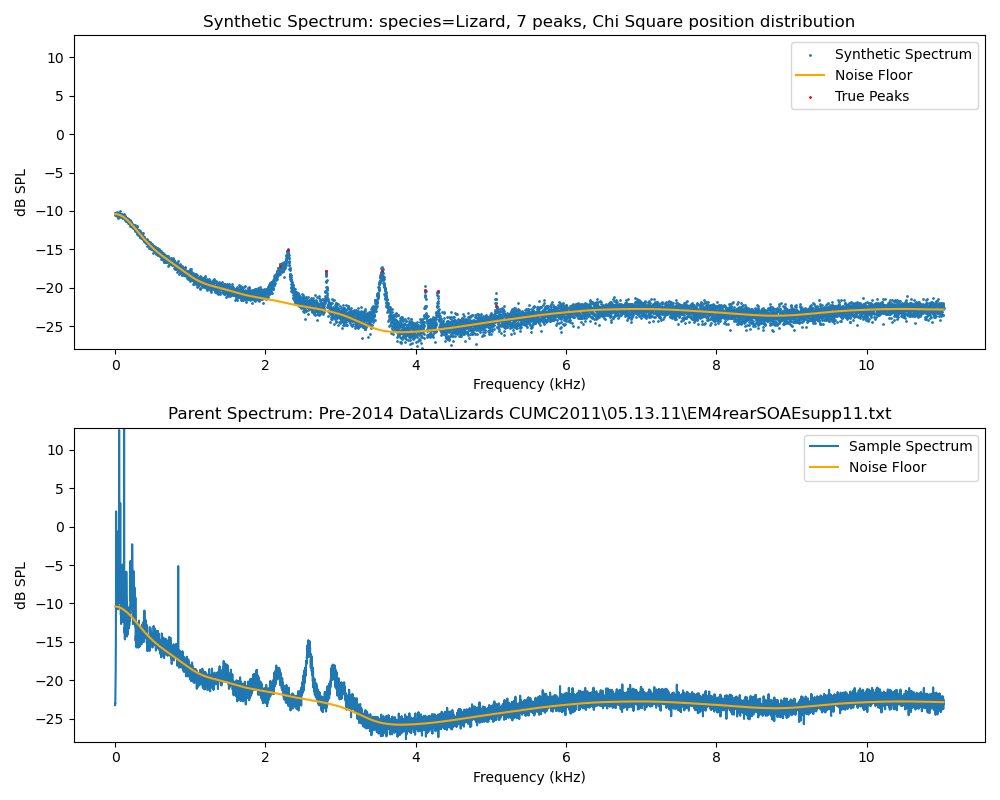 Synthetic Spectrum: species=Lizard, 7 peaks, Chi Square position distribution
10
5
0
−5
−10
−15
−20
−25
dB SPL
Synthetic Spectrum
Noise Floor
True Peaks
0 2 4 6 8 10
Frequency (kHz)
Parent Spectrum: Pre-2014 Data\Lizards CUMC2011\05.13.11\EM4rearSOAEsupp11.txt
10
5
0
−5
−10
−15
−20
−25
dB SPL
Sample Spectrum
Noise Floor
0 2 4 6 8 10
Frequency (kHz)